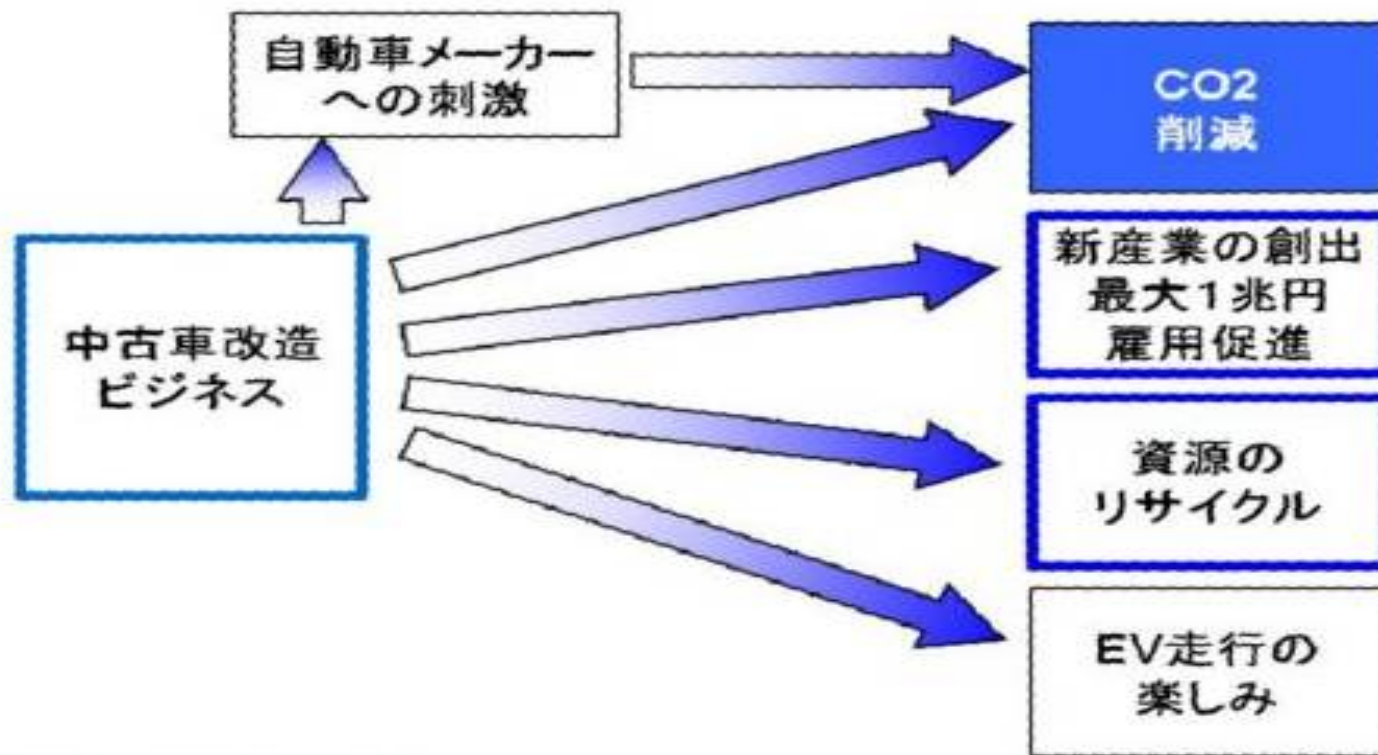 自動車メーカー
への刺激
CO2
削減
中古車改造
ビジネス
新産業の創出
最大1兆円
雇用促進
資源の
リサイクル
EV走行の
楽しみ